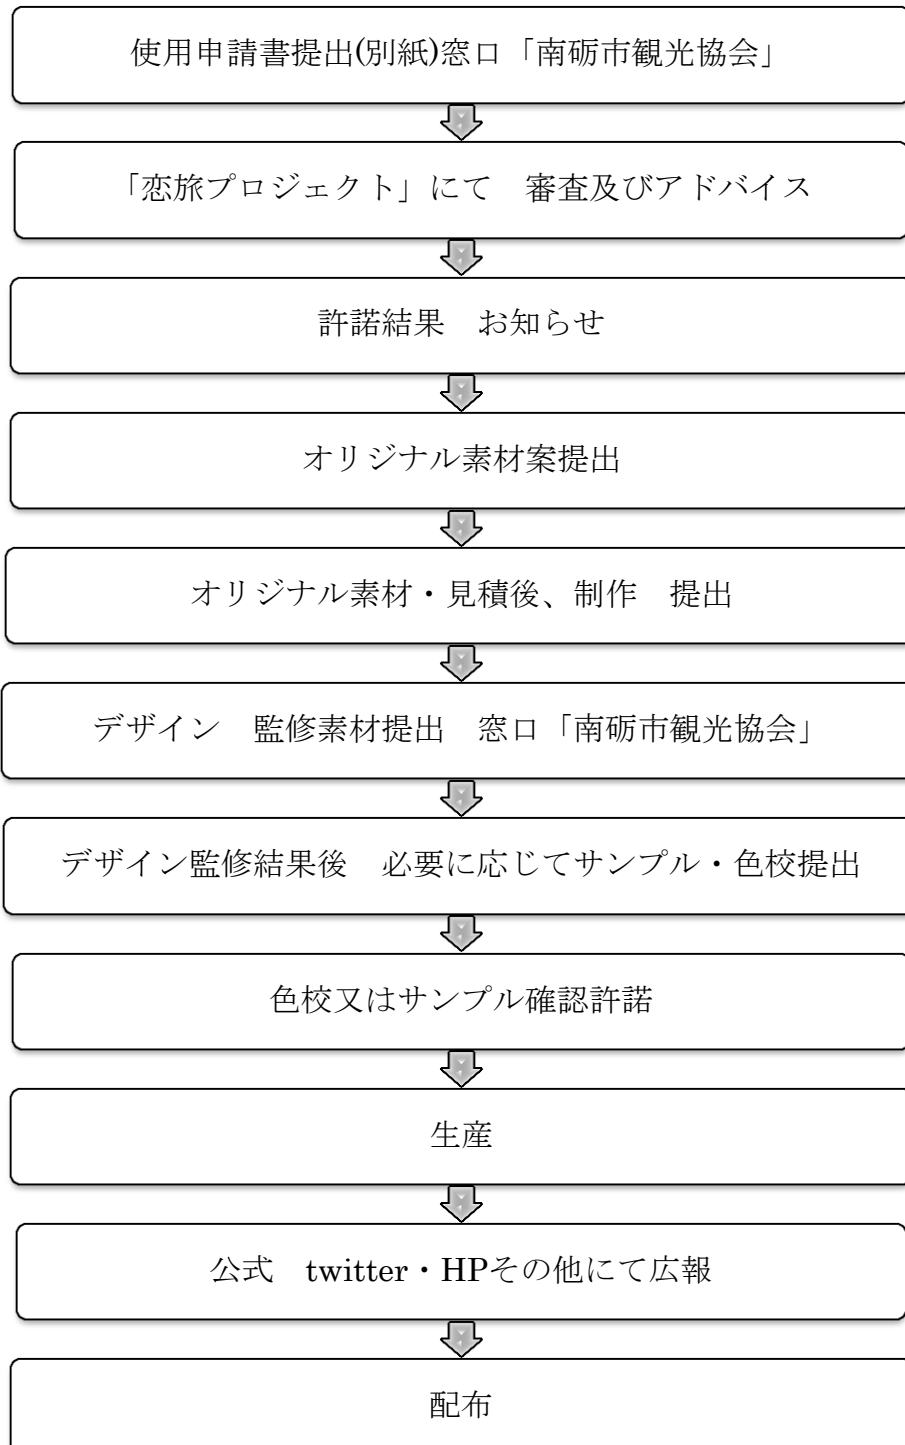 使用申請書提出(別紙)窓口「南砺市観光協会」
「恋旅プロジェクト」にて　審査及びアドバイス
許諾結果　お知らせ
オリジナル素材案提出
オリジナル素材・見積後、制作　提出
デザイン　監修素材提出　窓口「南砺市観光協会」
デザイン監修結果後　必要に応じてサンプル・色校提出
色校又はサンプル確認許諾
生産
公式　twitter・HPその他にて広報
配布